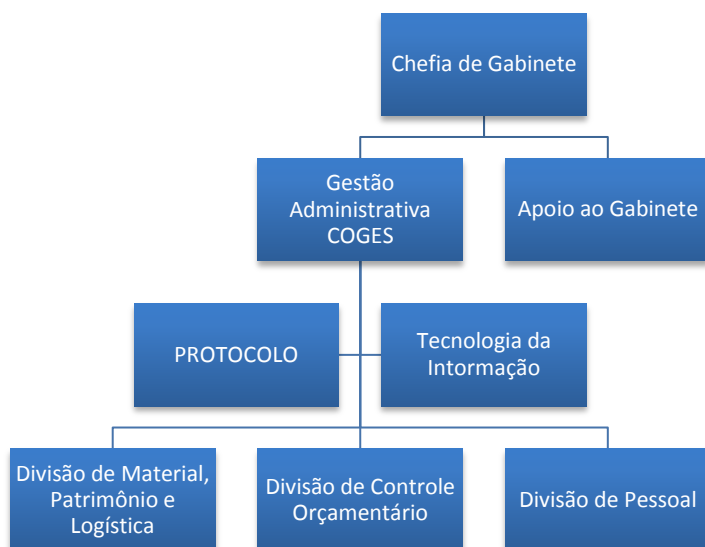 Chefia de Gabinete
Gestão
Administrativa
COGES
Apoio ao Gabinete
PROTOCOLO
Tecnologia da
Intormação
Divisão de Material,
Patrimônio e
Logística
Divisão de Controle
Orçamentário
Divisão de Pessoal